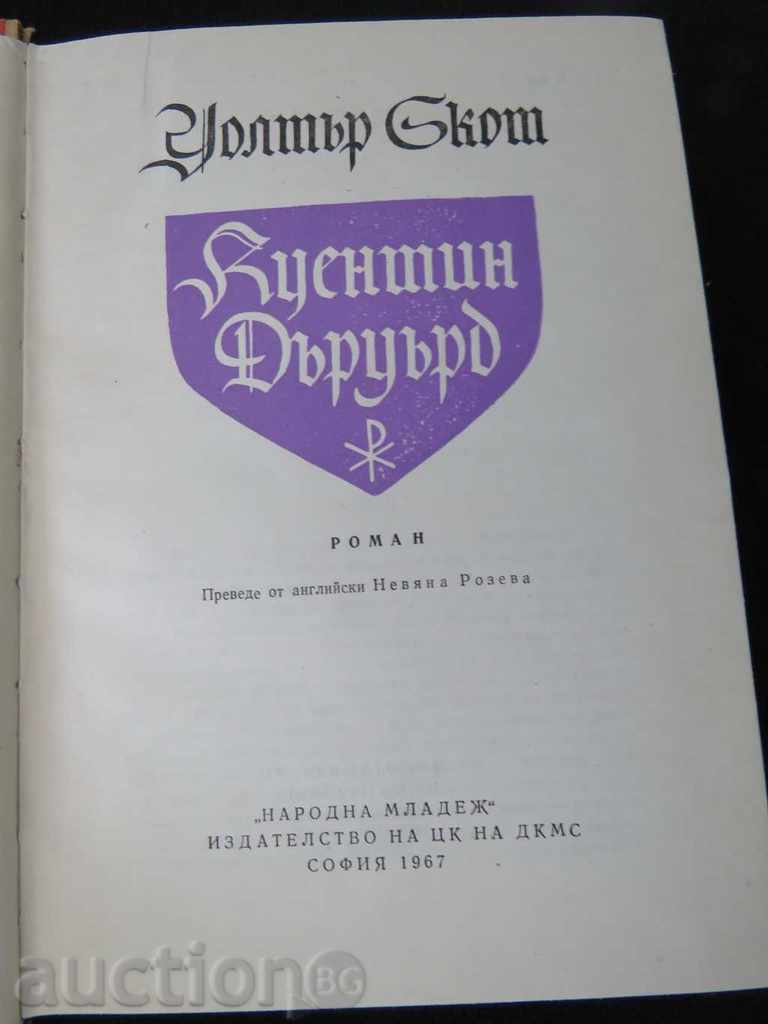 Уолтър Скот
Куентин
Дъруърд
РОМАН
Преведе от английски Невяна Розева
„НАРОДНА МЛАДЕЖ“
ИЗДАТЕЛСТВО НА ЦК НА ДКМС
СОФИЯ 1967
auction BG